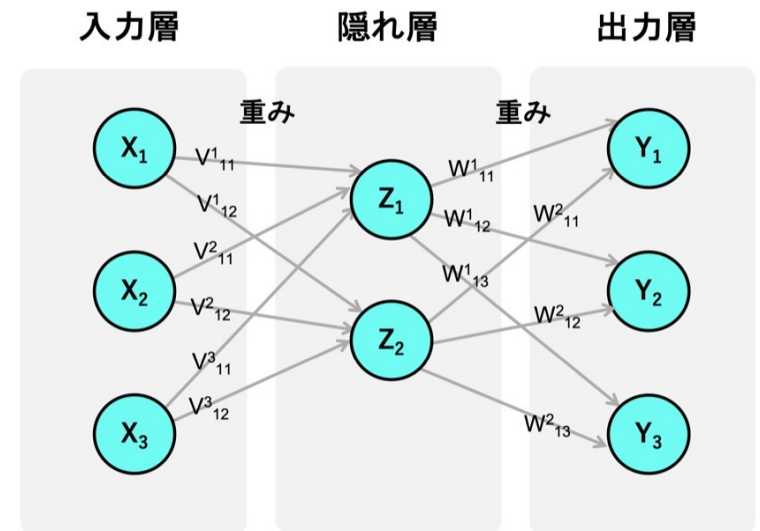 入力層
隠れ層
出力層
重み
重み
X₁
X₂
X₃
V¹₁₁
V¹₁₂
V²₁₁
V²₁₂
V³₁₁
V³₁₂
Z₁
Z₂
W¹₁₁
W¹₁₂
W¹₁₃
W²₁₁
W²₁₂
W²₁₃
Y₁
Y₂
Y₃